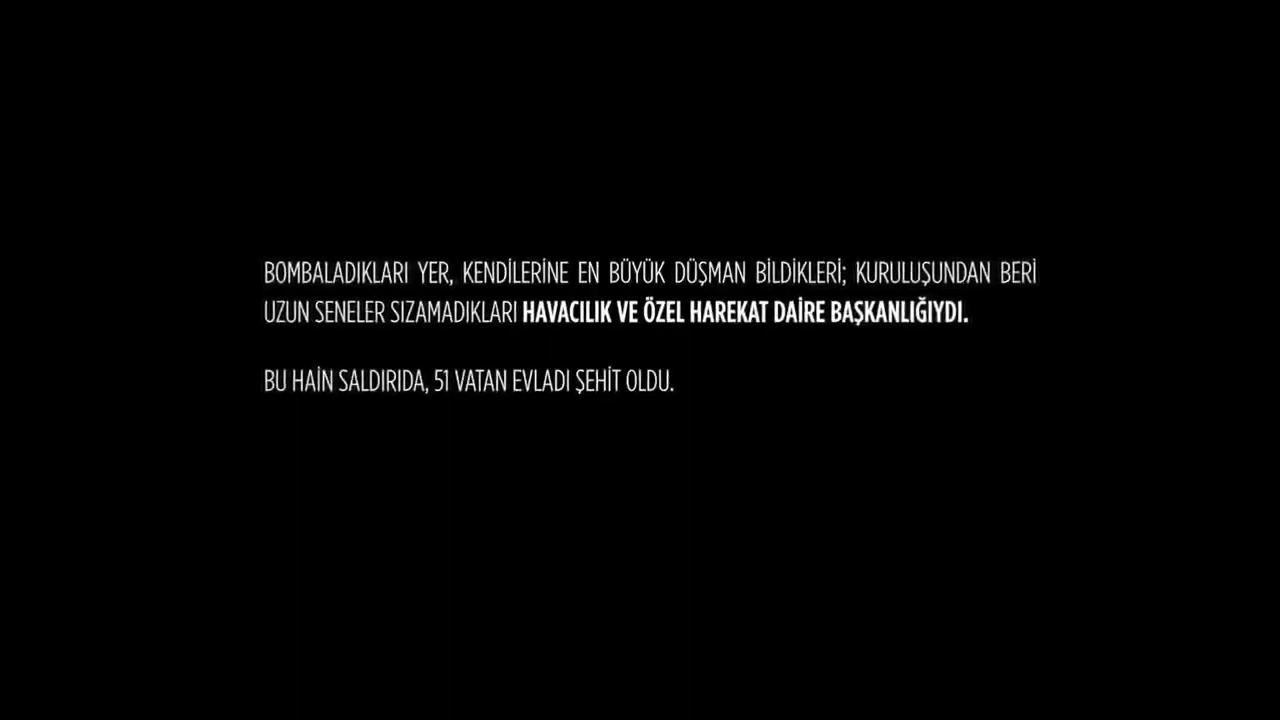 BOMBALADIKLARI YER, KENDİLERİNE EN BÜYÜK DÜŞMAN BİLDİKLERİ; KURULUŞUNDAN BERİ
UZUN SENELER SIZAMADIKLARI HAVACILIK VE ÖZEL HAREKAT DAİRE BAŞKANLIĞIYDI.
BU HAİN SALDIRIDA, 51 VATAN EVLADI ŞEHİT OLDU.